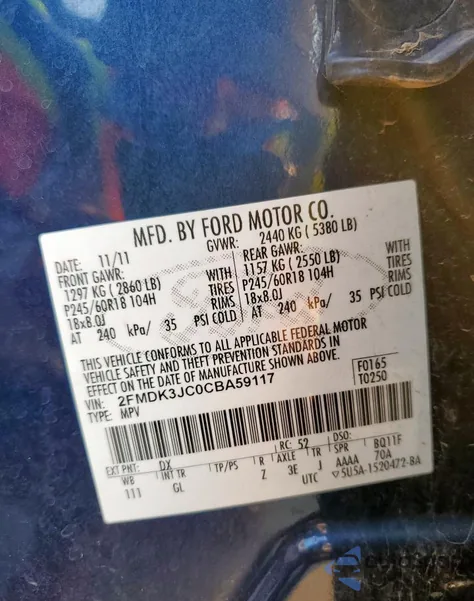 MFD. BY FORD MOTOR CO.
DATE: 11/11 GVWR: 2440 KG ( 5380 LB)
FRONT GAWR: REAR GAWR:
1297 KG ( 2860 LB) WITH 1157 KG ( 2550 LB) WITH
P245/60R18 104H TIRES P245/60R18 104H TIRES
18x8.0J RIMS 18x8.0J RIMS
AT 240 kPa/ 35 PSI COLD AT 240 kPa/ 35 PSI COLD
THIS VEHICLE CONFORMS TO ALL APPLICABLE FEDERAL MOTOR
VEHICLE SAFETY AND THEFT PREVENTION STANDARDS IN
EFFECT ON THE DATE OF MANUFACTURE SHOWN ABOVE.
VIN: 2FMDK3JC0CBA59117 F0165
TYPE: MPV T0250
EXT PNT: DX RC: 52 DSO:
WB INT TR TP/PS R AXLE TR SPR BQ11F
111 GL Z 3E J AAAA 70A
UTC ▽5U5A-1520472-BA